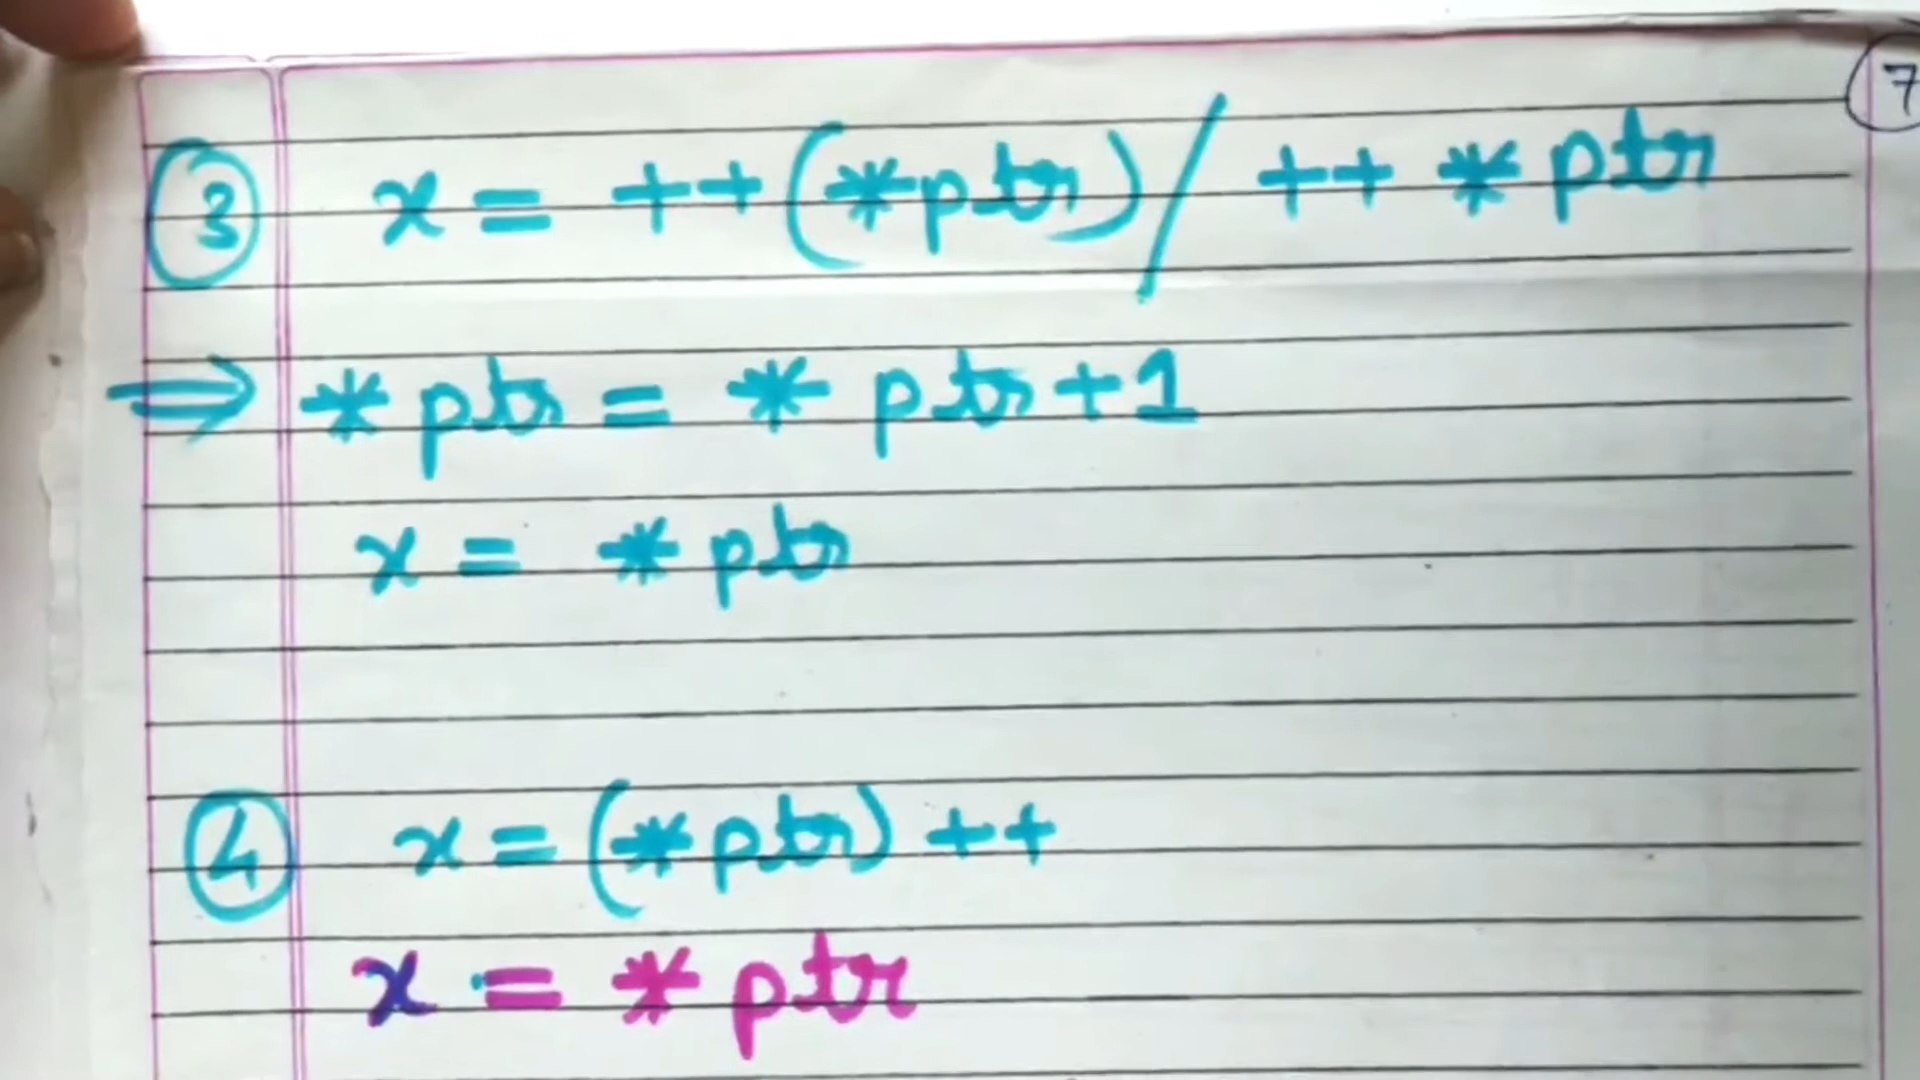 7
3 x = ++(*ptr) / ++ *ptr
⇒ *ptr = *ptr+1
x = *ptr
4 x = (*ptr)++
x = *ptr